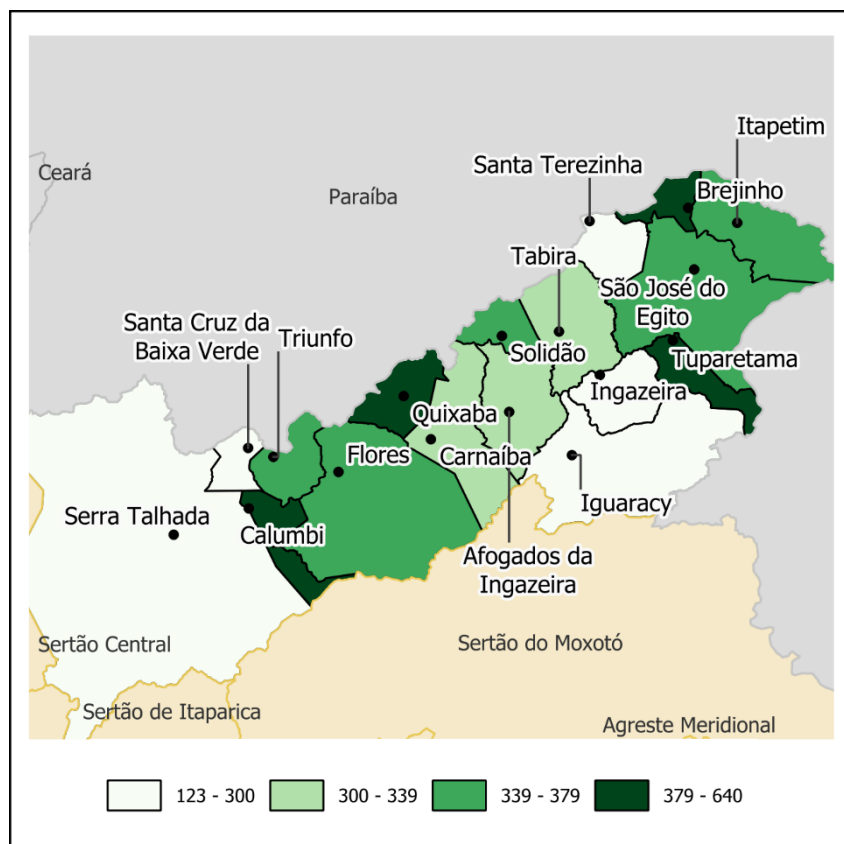 Itapetim
Santa Terezinha
Ceará
Brejinho
Paraíba
Tabira
São José do
Egito
Santa Cruz da
Baixa Verde
Triunfo
Solidão
Tuparetama
Ingazeira
Quixaba
Flores
Carnaíba
Iguaracy
Serra Talhada
Calumbi
Afogados da
Ingazeira
Sertão Central
Sertão do Moxotó
Sertão de Itaparica
Agreste Meridional
123 - 300
300 - 339
339 - 379
379 - 640